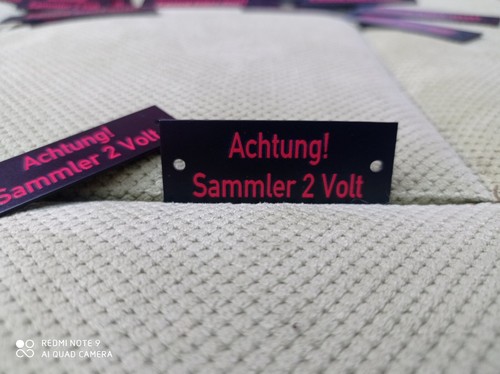 Achtung!
Sammler 2 Volt
Achtung!
Sammler 2 Volt
REDMI NOTE 9
AI QUAD CAMERA